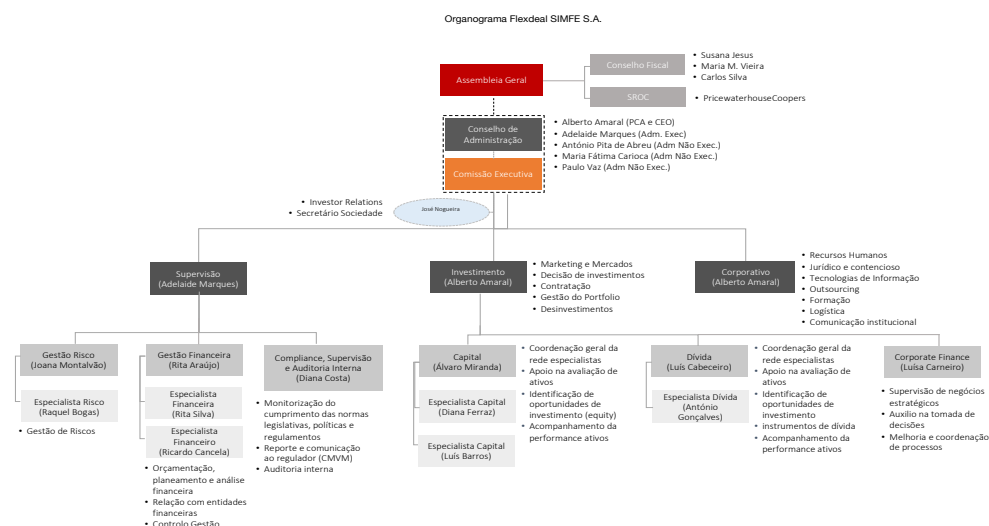 Organograma Flexdeal SIMFE S.A.
Assembleia Geral
Conselho Fiscal
• Susana Jesus
• Maria M. Vieira
• Carlos Silva
SROC
• PricewaterhouseCoopers
Conselho de
Administração
Comissão Executiva
• Alberto Amaral (PCA e CEO)
• Adelaide Marques (Adm. Exec)
• António Pita de Abreu (Adm Não Exec.)
• Maria Fátima Carioca (Adm Não Exec.)
• Paulo Vaz (Adm Não Exec.)
• Investor Relations
• Secretário Sociedade
José Nogueira
Supervisão
(Adelaide Marques)
Investimento
(Alberto Amaral)
• Marketing e Mercados
• Decisão de investimentos
• Contratação
• Gestão do Portfolio
• Desinvestimentos
Corporativo
(Alberto Amaral)
• Recursos Humanos
• Jurídico e contencioso
• Tecnologias de Informação
• Outsourcing
• Formação
• Logística
• Comunicação institucional
Gestão Risco
(Joana Montalvão)
Especialista Risco
(Raquel Bogas)
• Gestão de Riscos
Gestão Financeira
(Rita Araújo)
Especialista
Financeira
(Rita Silva)
Especialista
Financeiro
(Ricardo Cancela)
• Orçamentação,
planeamento e análise
financeira
• Relação com entidades
financeiras
• Controlo Gestão
Compliance, Supervisão
e Auditoria Interna
(Diana Costa)
• Monitorização do
cumprimento das normas
legislativas, políticas e
regulamentos
• Reporte e comunicação
ao regulador (CMVM)
• Auditoria interna
Capital
(Álvaro Miranda)
Especialista Capital
(Diana Ferraz)
Especialista Capital
(Luís Barros)
• Coordenação geral da
rede especialistas
• Apoio na avaliação de
ativos
• Identificação de
oportunidades de
investimento (equity)
• Acompanhamento da
performance ativos
Dívida
(Luís Cabeceiro)
Especialista Dívida
(António
Gonçalves)
• Coordenação geral da
rede especialistas
• Apoio na avaliação de
ativos
• Identificação de
oportunidades de
investimento
instrumentos de dívida
• Acompanhamento da
performance ativos
Corporate Finance
(Luísa Carneiro)
• Supervisão de negócios
estratégicos
• Auxilio na tomada de
decisões
• Melhoria e coordenação
de processos